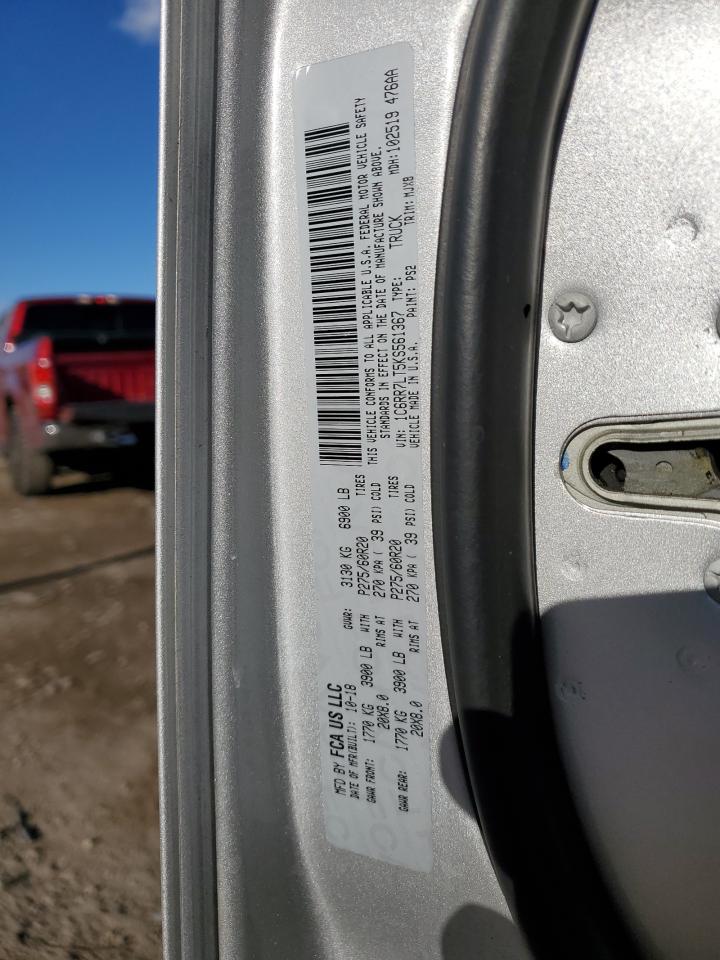 MFD BY FCA US LLC
DATE OF MFR(BUILT): 10-18 GVWR: 3130 KG 6900 LB
GAWR FRONT: 1770 KG 3900 LB WITH P275/60R20 TIRES
20X8.0 RIMS AT 270 KPA ( 39 PSI) COLD
GAWR REAR: 1770 KG 3900 LB WITH P275/60R20 TIRES
20X8.0 RIMS AT 270 KPA ( 39 PSI) COLD
THIS VEHICLE CONFORMS TO ALL APPLICABLE U.S.A. FEDERAL MOTOR VEHICLE SAFETY
STANDARDS IN EFFECT ON THE DATE OF MANUFACTURE SHOWN ABOVE.
VIN: 1C6RR7LT5KS561367 TYPE: TRUCK MDH: 102519 476AA
VEHICLE MADE IN U.S.A. PAINT: PS2 TRIM: MJX8